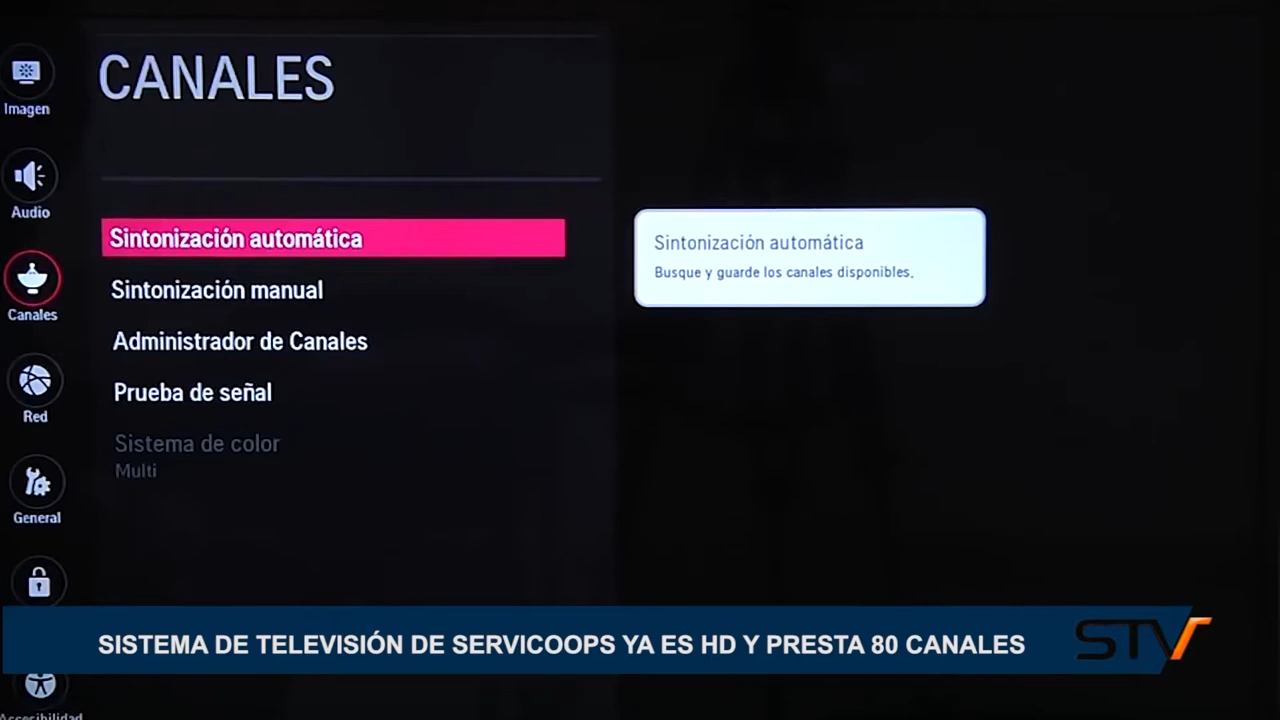 CANALES
Imagen
Audio
Canales
Red
General
Accesibilidad
Sintonización automática
Sintonización manual
Administrador de Canales
Prueba de señal
Sistema de color
Multi
Sintonización automática
Busque y guarde los canales disponibles.
SISTEMA DE TELEVISIÓN DE SERVICOOPS YA ES HD Y PRESTA 80 CANALES
STV